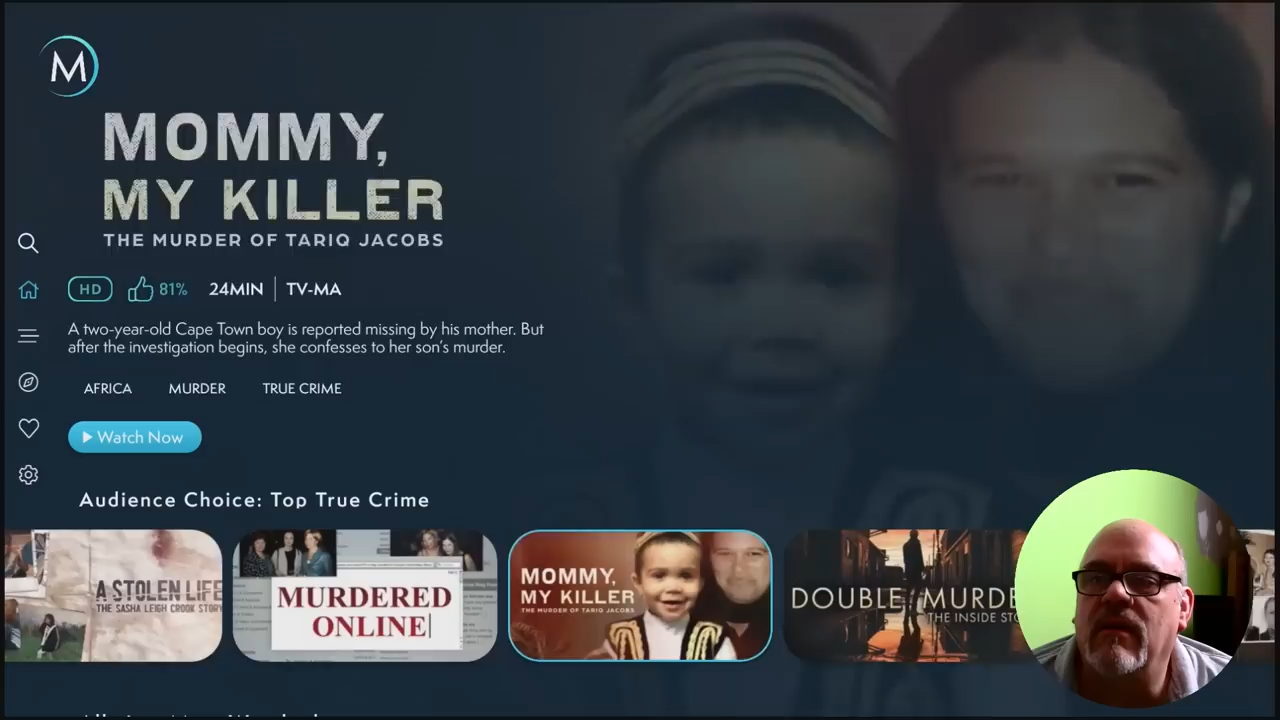 M
MOMMY,
MY KILLER
THE MURDER OF TARIQ JACOBS
HD 81% 24MIN TV-MA
A two-year-old Cape Town boy is reported missing by his mother. But
after the investigation begins, she confesses to her son's murder.
AFRICA MURDER TRUE CRIME
Watch Now
Audience Choice: Top True Crime
A STOLEN LIFE
THE SASHA LEIGH CROOK STORY
MURDERED
ONLINE
MOMMY,
MY KILLER
THE MURDER OF TARIQ JACOBS
DOUBLE MURDE
THE INSIDE STO